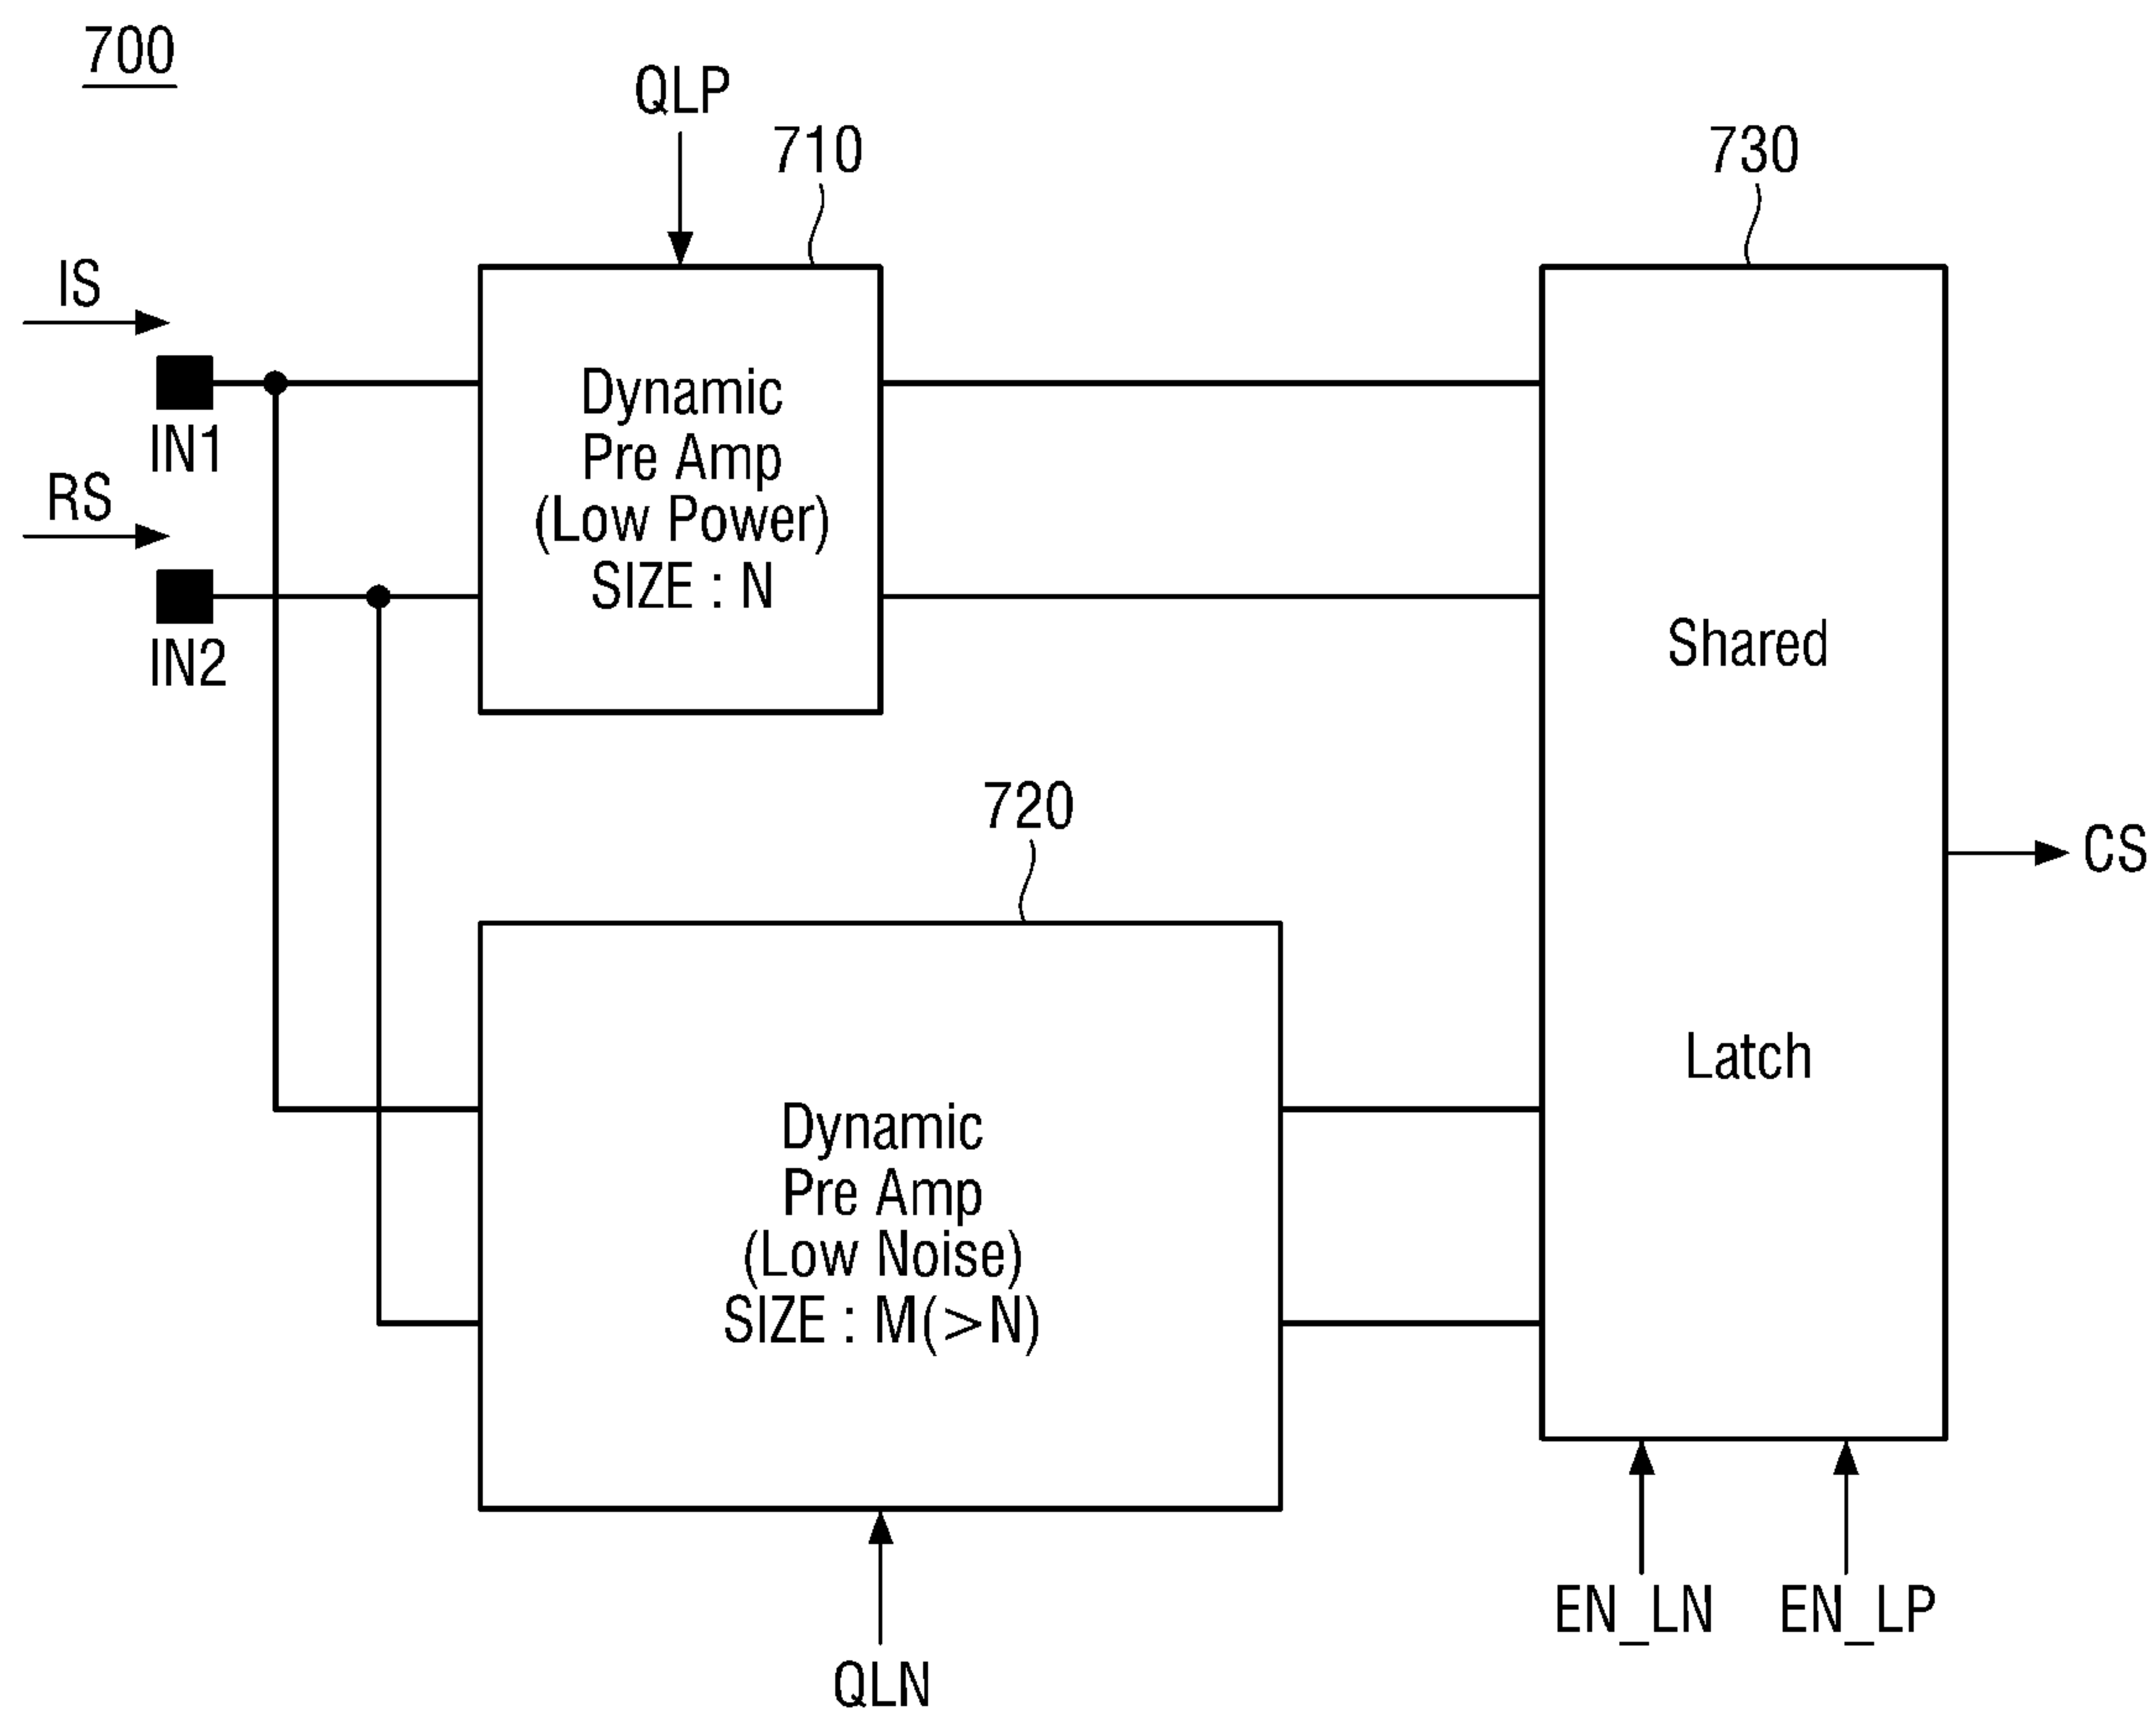 700
QLP
710
730
IS
IN1
RS
IN2
Dynamic
Pre Amp
(Low Power)
SIZE : N
Shared
Latch
720
CS
Dynamic
Pre Amp
(Low Noise)
SIZE : M(>N)
EN_LN
EN_LP
QLN